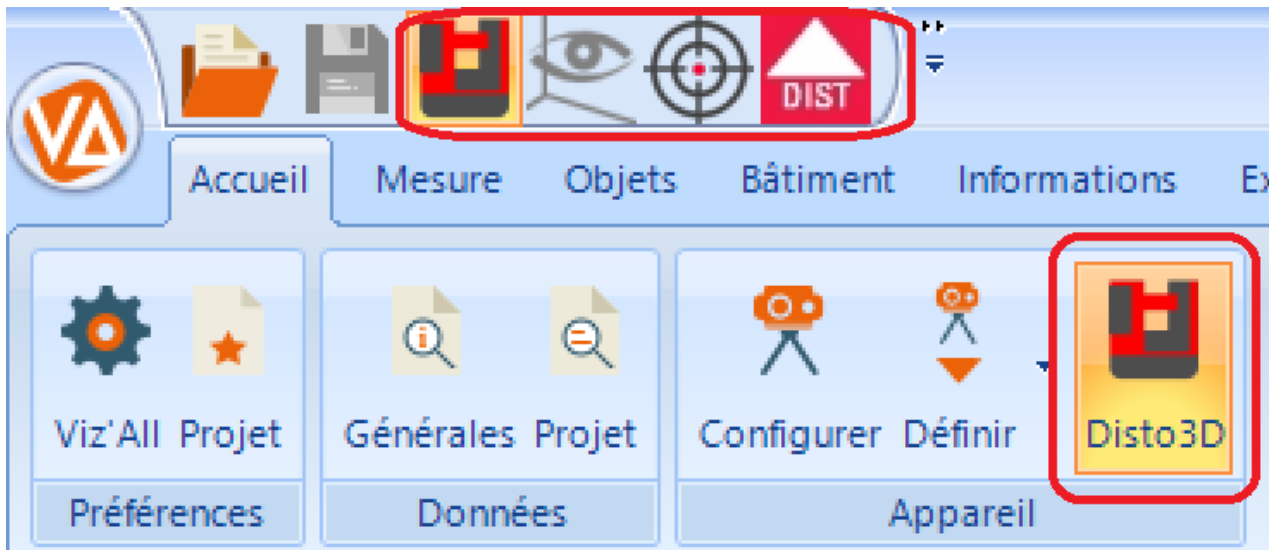 DIST
Accueil Mesure Objets Bâtiment Informations
Viz'All Projet Générales Projet Configurer Définir Disto3D
Préférences Données Appareil